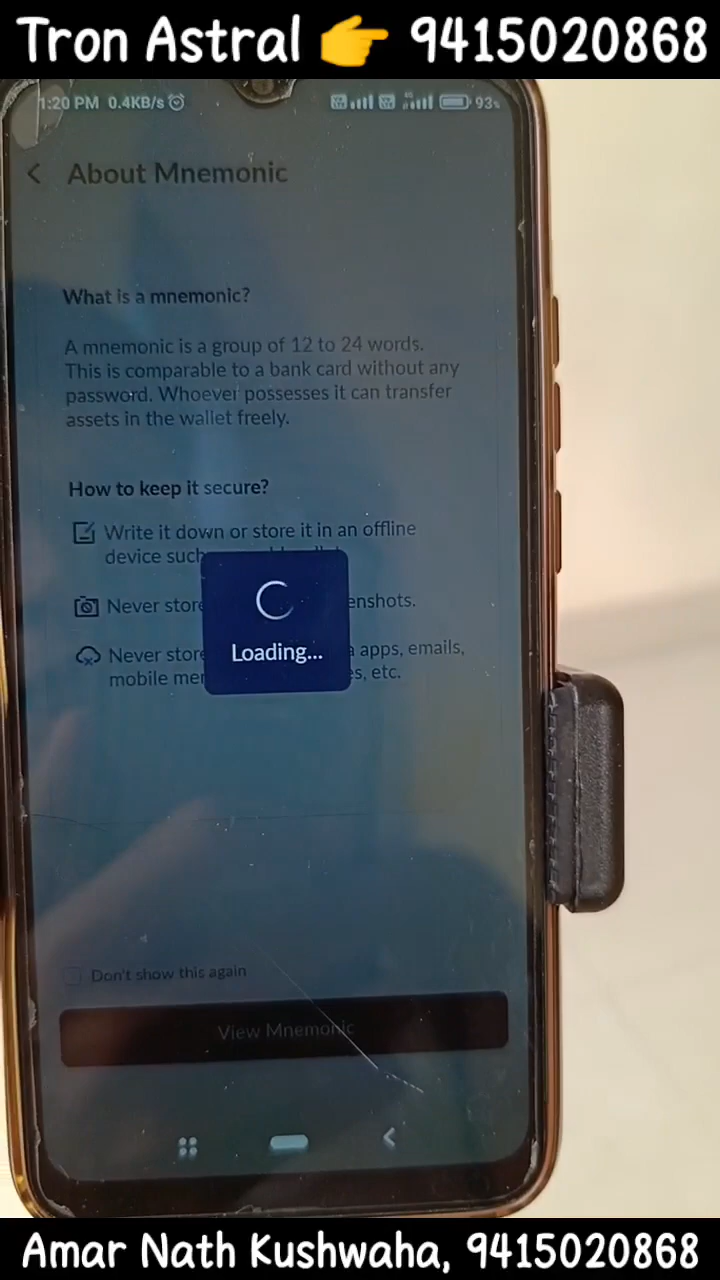 Tron Astral 👉 9415020868
1:20 PM 0.4KB/s
93%
About Mnemonic
What is a mnemonic?
A mnemonic is a group of 12 to 24 words.
This is comparable to a bank card without any
password. Whoever possesses it can transfer
assets in the wallet freely.
How to keep it secure?
Write it down or store it in an offline
device such
Never store
enshots.
Loading...
Never store
a apps, emails,
mobile me
s, etc.
Don't show this again
View Mnemonic
Amar Nath Kushwaha, 9415020868